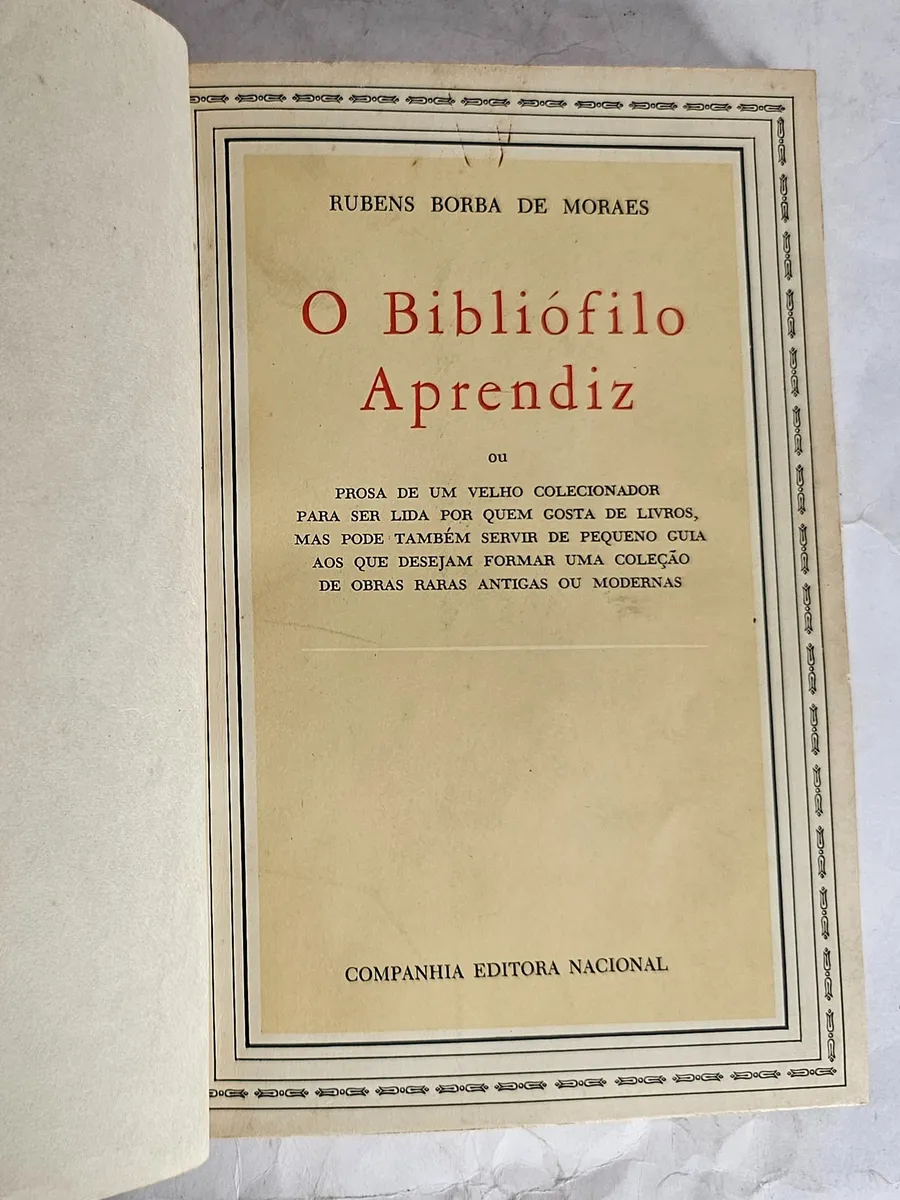 RUBENS BORBA DE MORAES
O Bibliófilo
Aprendiz
ou
PROSA DE UM VELHO COLECIONADOR
PARA SER LIDA POR QUEM GOSTA DE LIVROS,
MAS PODE TAMBÉM SERVIR DE PEQUENO GUIA
AOS QUE DESEJAM FORMAR UMA COLEÇÃO
DE OBRAS RARAS ANTIGAS OU MODERNAS
COMPANHIA EDITORA NACIONAL